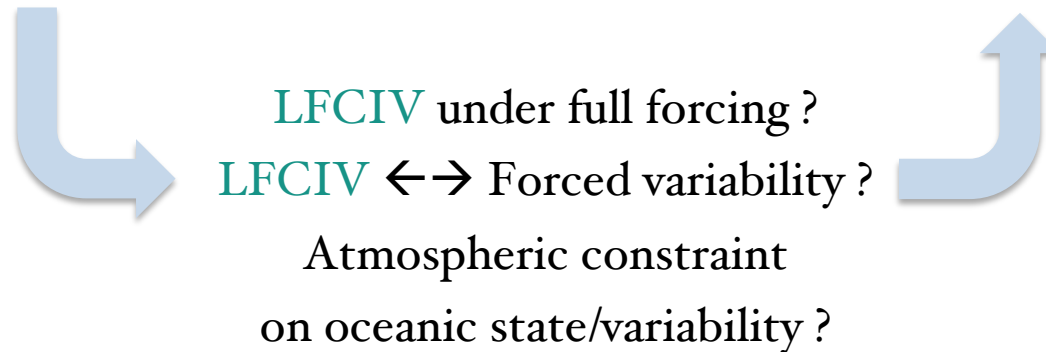 LFCIV under full forcing ?
LFCIV ←→ Forced variability ?
Atmospheric constraint
on oceanic state/variability ?